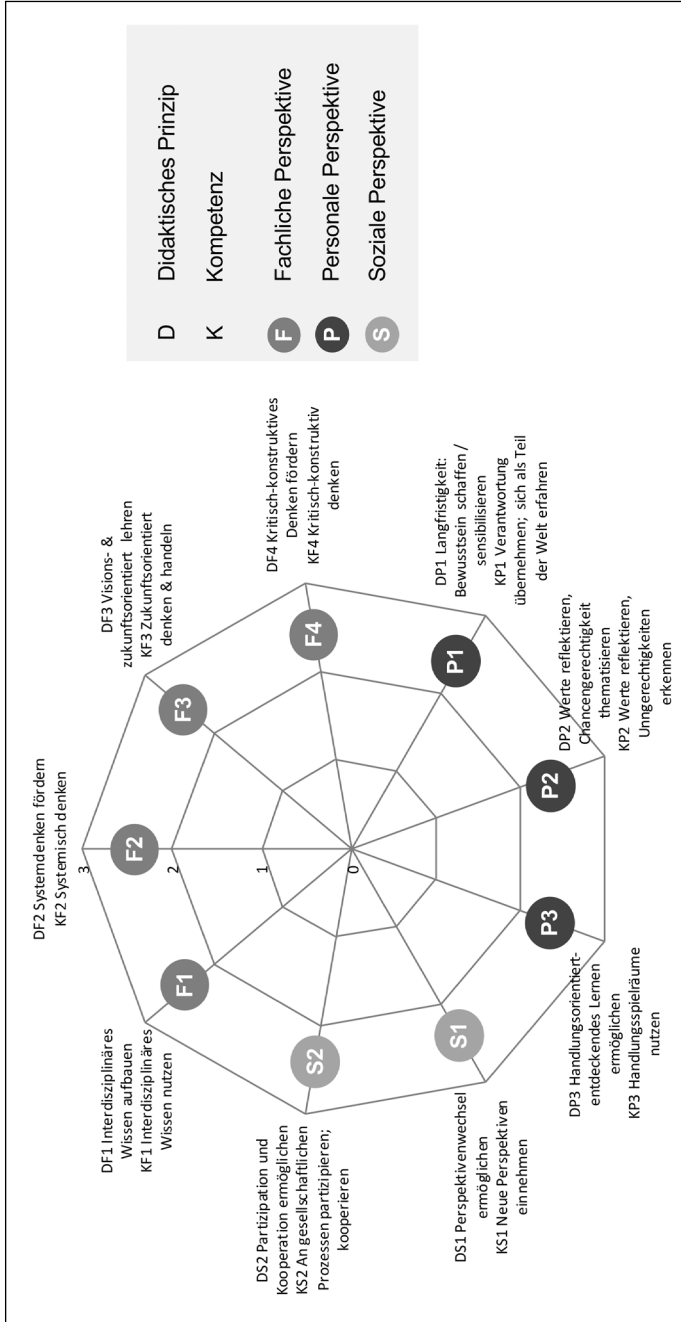 DF2 Systemdenken fördern
KF2 Systemisch denken
DF3 Visions- &
zukunftsorientiert lehren
KF3 Zukunftsorientiert
denken & handeln
DF4 Kritisch-konstruktives
Denken fördern
KF4 Kritisch-konstruktiv
denken
DP1 Langfristigkeit:
Bewusstsein schaffen /
sensibilisieren
KP1 Verantwortung
übernehmen; sich als Teil
der Welt erfahren
DP2 Werte reflektieren,
Chancengerechtigkeit
thematisieren
KP2 Werte reflektieren,
Unngerechtigkeiten
erkennen
DP3 Handlungsorientiert-
entdeckendes Lernen
ermöglichen
KP3 Handlungsspielräume
nutzen
DS1 Perspektivenwechsel
ermöglichen
KS1 Neue Perspektiven
einnehmen
DS2 Partizipation und
Kooperation ermöglichen
KS2 An gesellschaftlichen
Prozessen partizipieren;
kooperieren
DF1 Interdisziplinäres
Wissen aufbauen
KF1 Interdisziplinäres
Wissen nutzen
3
2
1
0
F1
F2
F3
F4
P1
P2
P3
S1
S2
D Didaktisches Prinzip
K Kompetenz
F Fachliche Perspektive
P Personale Perspektive
S Soziale Perspektive